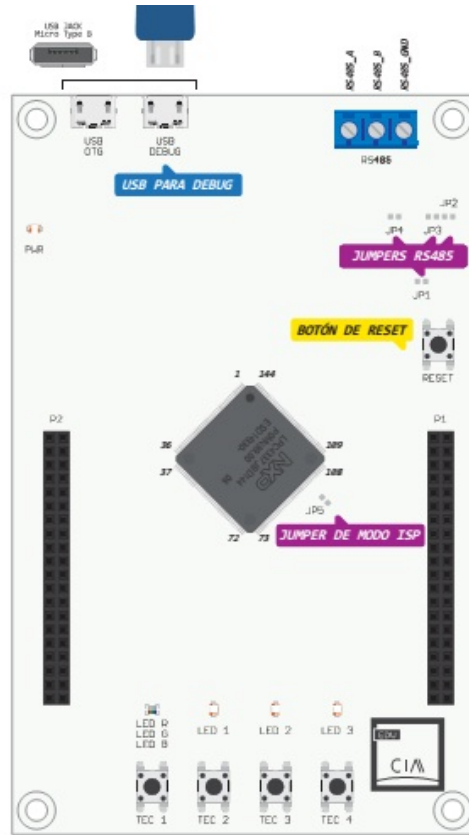 USB JACK
Micro Type B
RS485_A
RS485_B
RS485_GND
USB
OTG
USB
DEBUG
RS485
USB PARA DEBUG
JP2
JP4
JP3
PWR
JUMPERS RS485
JP1
BOTÓN DE RESET
RESET
1
144
P2
P1
36
109
37
108
NXP
JP5
72
73
JUMPER DE MODO ISP
LED R
LED G
LED B
LED 1
LED 2
LED 3
EDU
CIAA
TEC 1
TEC 2
TEC 3
TEC 4